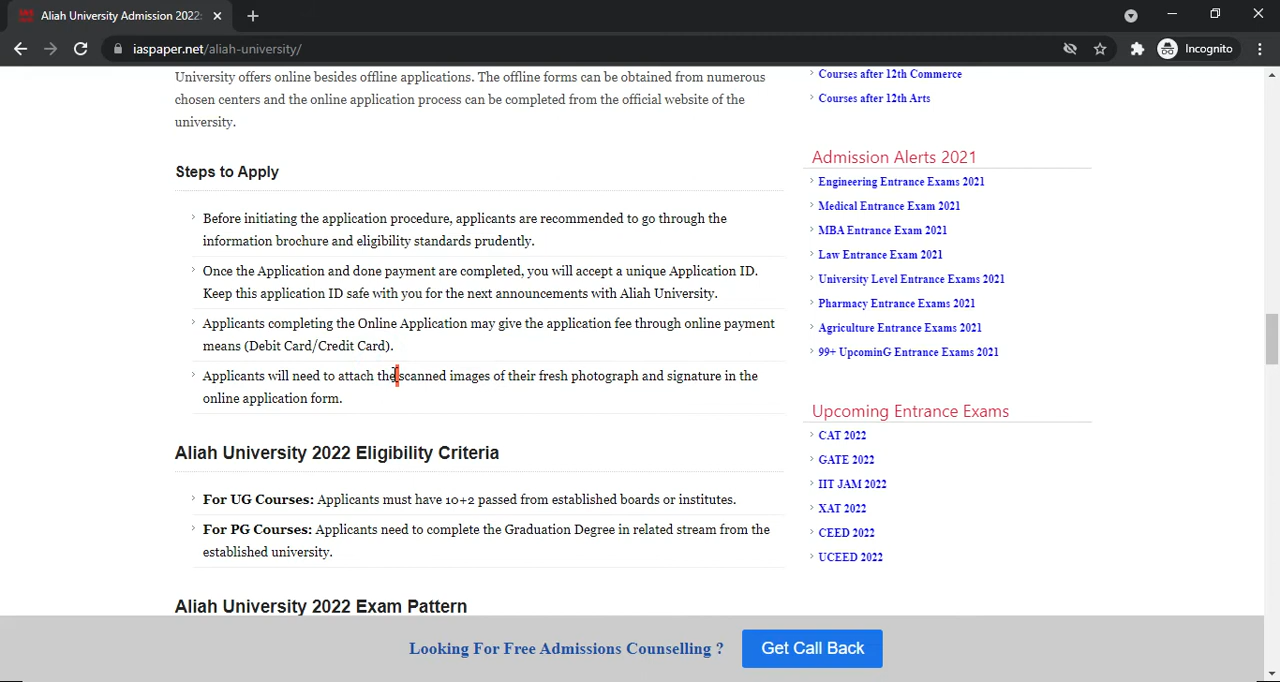 Aliah University Admission 2022:
iaspaper.net/aliah-university/
Incognito
University offers online besides offline applications. The offline forms can be obtained from numerous
chosen centers and the online application process can be completed from the official website of the
university.
Steps to Apply
Before initiating the application procedure, applicants are recommended to go through the
information brochure and eligibility standards prudently.
Once the Application and done payment are completed, you will accept a unique Application ID.
Keep this application ID safe with you for the next announcements with Aliah University.
Applicants completing the Online Application may give the application fee through online payment
means (Debit Card/Credit Card).
Applicants will need to attach the scanned images of their fresh photograph and signature in the
online application form.
Aliah University 2022 Eligibility Criteria
For UG Courses: Applicants must have 10+2 passed from established boards or institutes.
For PG Courses: Applicants need to complete the Graduation Degree in related stream from the
established university.
Aliah University 2022 Exam Pattern
Courses after 12th Commerce
Courses after 12th Arts
Admission Alerts 2021
Engineering Entrance Exams 2021
Medical Entrance Exam 2021
MBA Entrance Exam 2021
Law Entrance Exam 2021
University Level Entrance Exams 2021
Pharmacy Entrance Exams 2021
Agriculture Entrance Exams 2021
99+ UpcominG Entrance Exams 2021
Upcoming Entrance Exams
CAT 2022
GATE 2022
IIT JAM 2022
XAT 2022
CEED 2022
UCEED 2022
Looking For Free Admissions Counselling ?
Get Call Back